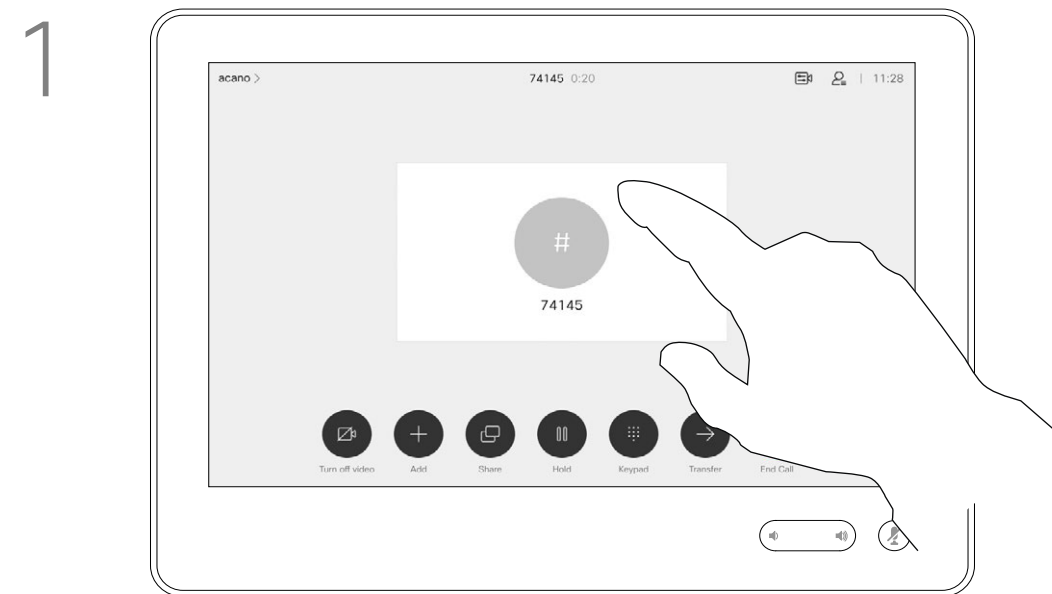 1
acano > 74145 0:20 | 11:28
#
74145
Turn off video Add Share Hold Keypad Transfer End Call